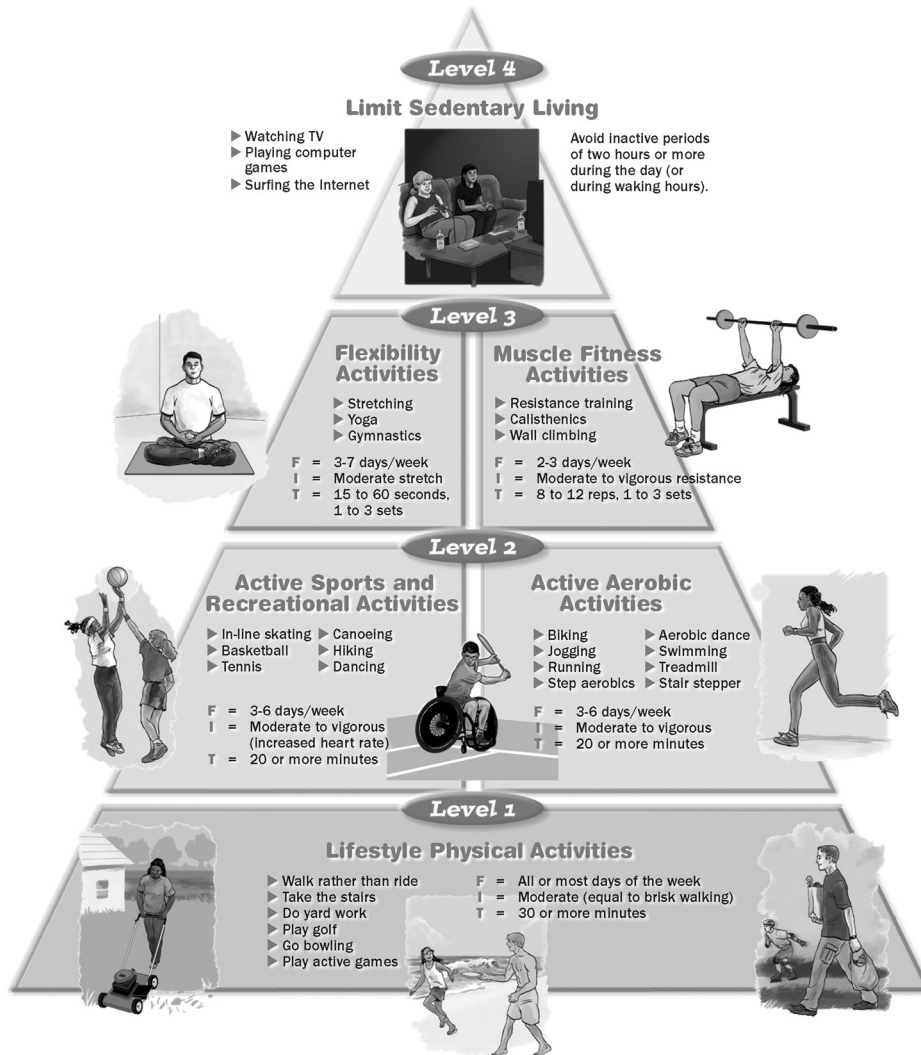 Level 4
Limit Sedentary Living
▶ Watching TV
▶ Playing computer
games
▶ Surfing the Internet
Avoid inactive periods
of two hours or more
during the day (or
during waking hours).
Level 3
Flexibility
Activities
▶ Stretching
▶ Yoga
▶ Gymnastics
F = 3-7 days/week
I = Moderate stretch
T = 15 to 60 seconds,
1 to 3 sets
Muscle Fitness
Activities
▶ Resistance training
▶ Calisthenics
▶ Wall climbing
F = 2-3 days/week
I = Moderate to vigorous resistance
T = 8 to 12 reps, 1 to 3 sets
Level 2
Active Sports and
Recreational Activities
▶ In-line skating ▶ Canoeing
▶ Basketball ▶ Hiking
▶ Tennis ▶ Dancing
F = 3-6 days/week
I = Moderate to vigorous
(increased heart rate)
T = 20 or more minutes
Active Aerobic
Activities
▶ Biking ▶ Aerobic dance
▶ Jogging ▶ Swimming
▶ Running ▶ Treadmill
▶ Step aerobics ▶ Stair stepper
F = 3-6 days/week
I = Moderate to vigorous
T = 20 or more minutes
Level 1
Lifestyle Physical Activities
▶ Walk rather than ride
▶ Take the stairs
▶ Do yard work
▶ Play golf
▶ Go bowling
▶ Play active games
F = All or most days of the week
I = Moderate (equal to brisk walking)
T = 30 or more minutes